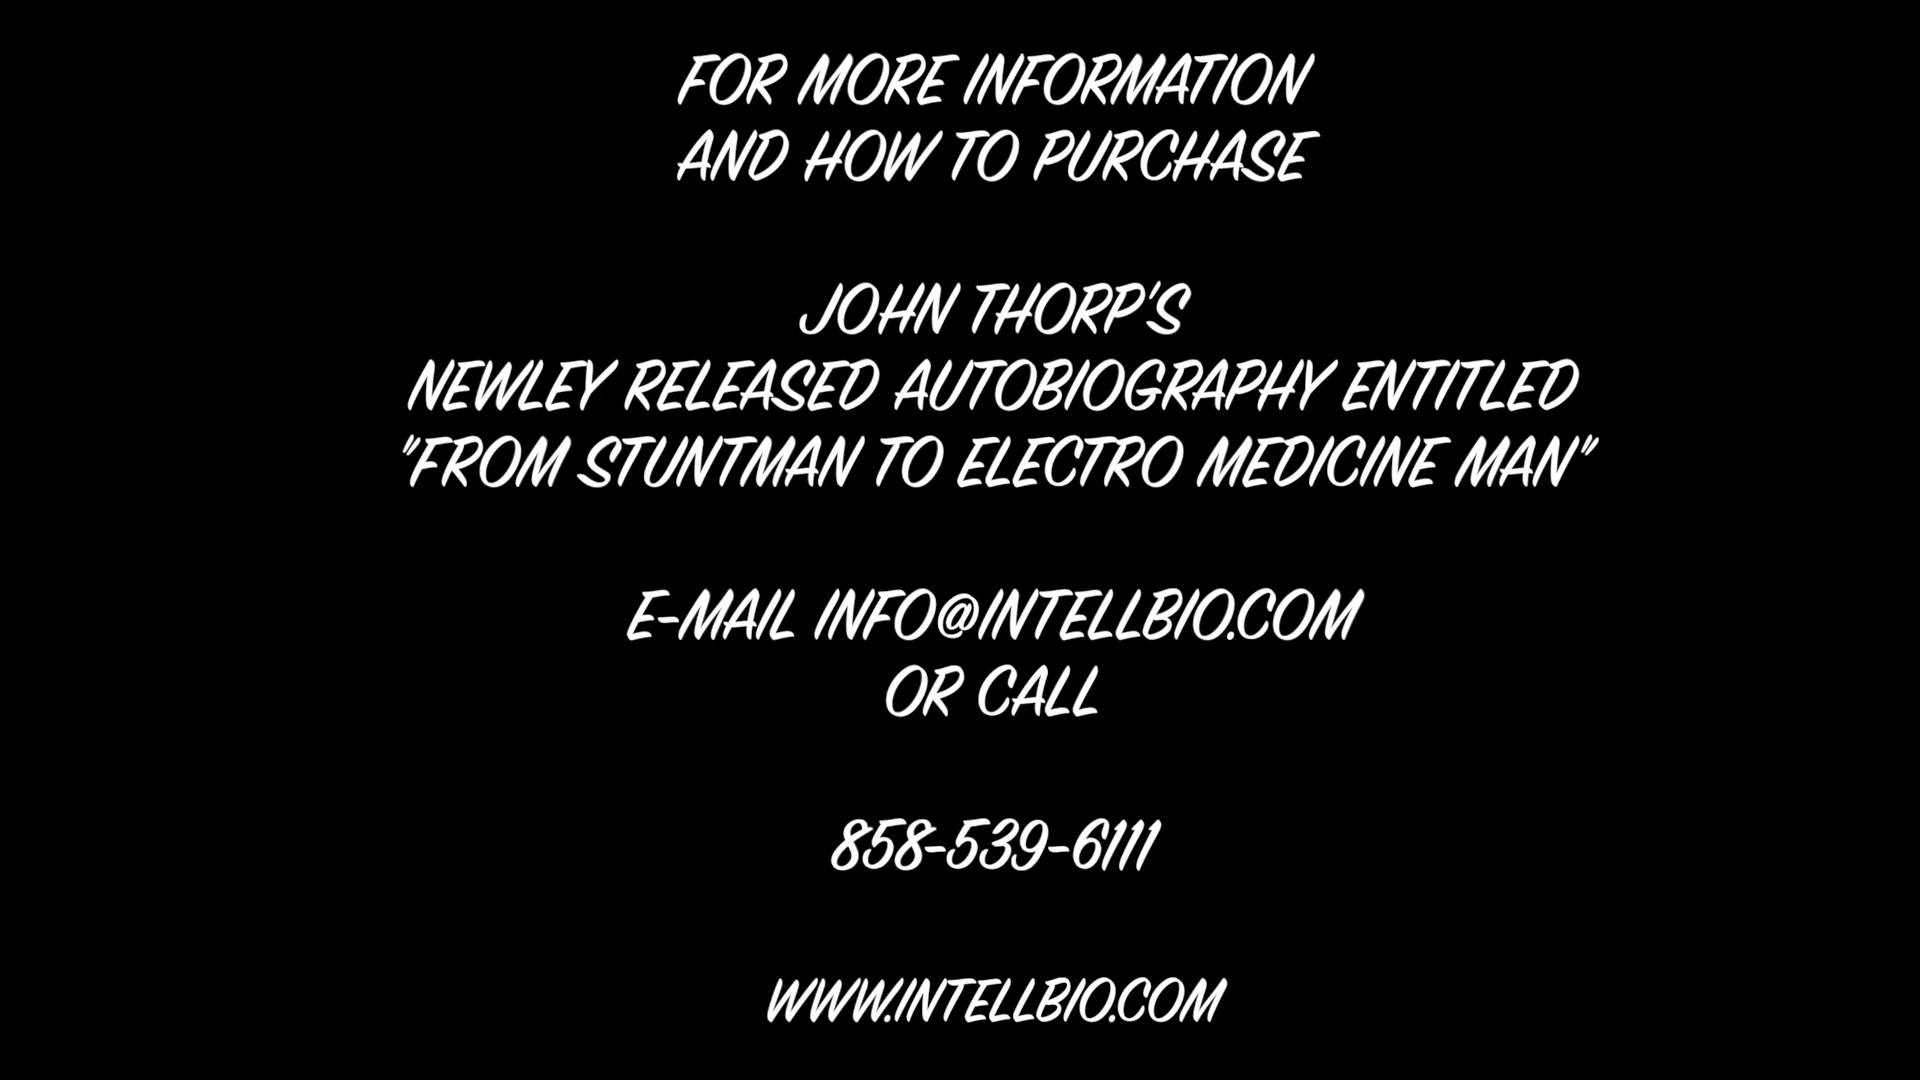 FOR MORE INFORMATION
AND HOW TO PURCHASE
JOHN THORP'S
NEWLEY RELEASED AUTOBIOGRAPHY ENTITLED
"FROM STUNTMAN TO ELECTRO MEDICINE MAN"
E-MAIL INFO@INTELLBIO.COM
OR CALL
858-539-6111
WWW.INTELLBIO.COM